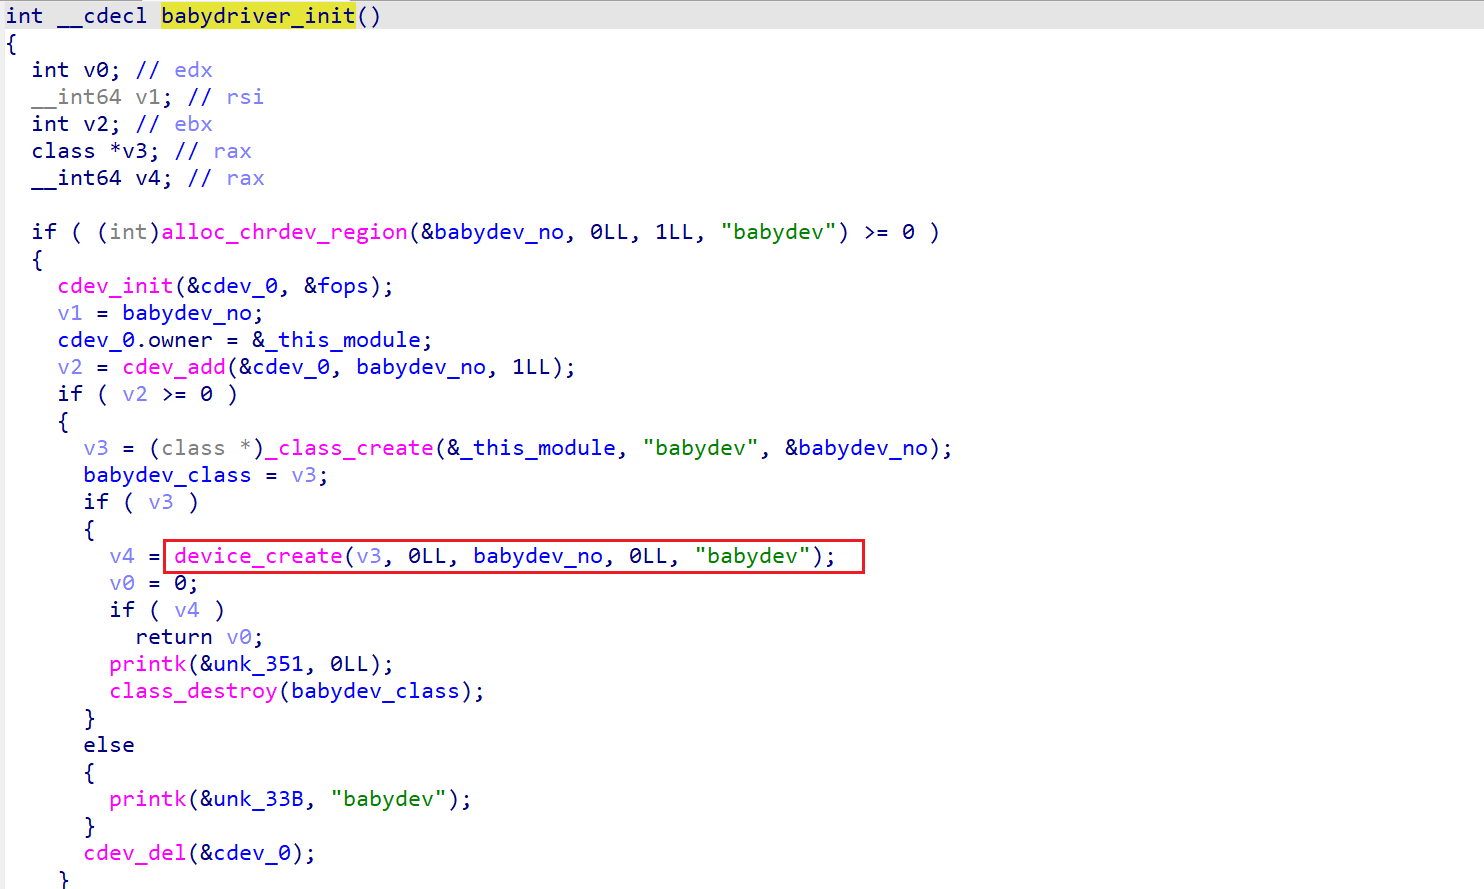 int __cdecl babydriver_init()
{
  int v0; // edx
  __int64 v1; // rsi
  int v2; // ebx
  class *v3; // rax
  __int64 v4; // rax

  if ( (int)alloc_chrdev_region(&babydev_no, 0LL, 1LL, "babydev") >= 0 )
  {
    cdev_init(&cdev_0, &fops);
    v1 = babydev_no;
    cdev_0.owner = &_this_module;
    v2 = cdev_add(&cdev_0, babydev_no, 1LL);
    if ( v2 >= 0 )
    {
      v3 = (class *)_class_create(&_this_module, "babydev", &babydev_no);
      babydev_class = v3;
      if ( v3 )
      {
        v4 = device_create(v3, 0LL, babydev_no, 0LL, "babydev");
        v0 = 0;
        if ( v4 )
          return v0;
        printk(&unk_351, 0LL);
        class_destroy(babydev_class);
      }
      else
      {
        printk(&unk_33B, "babydev");
      }
      cdev_del(&cdev_0);
    }